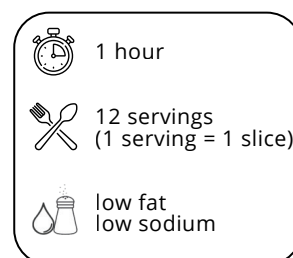 1 hour
12 servings
(1 serving = 1 slice)
low fat
low sodium